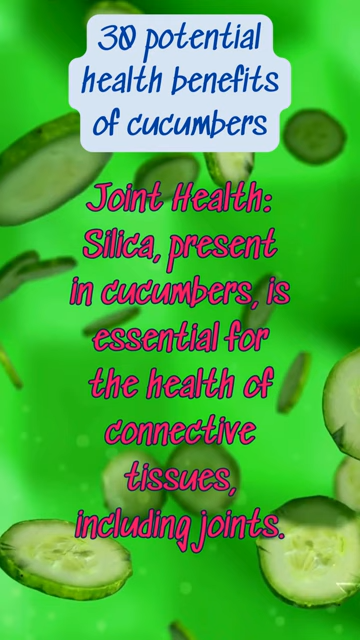 30 potential
health benefits
of cucumbers
Joint Health:
Silica, present
in cucumbers, is
essential for
the health of
connective
tissues,
including joints.